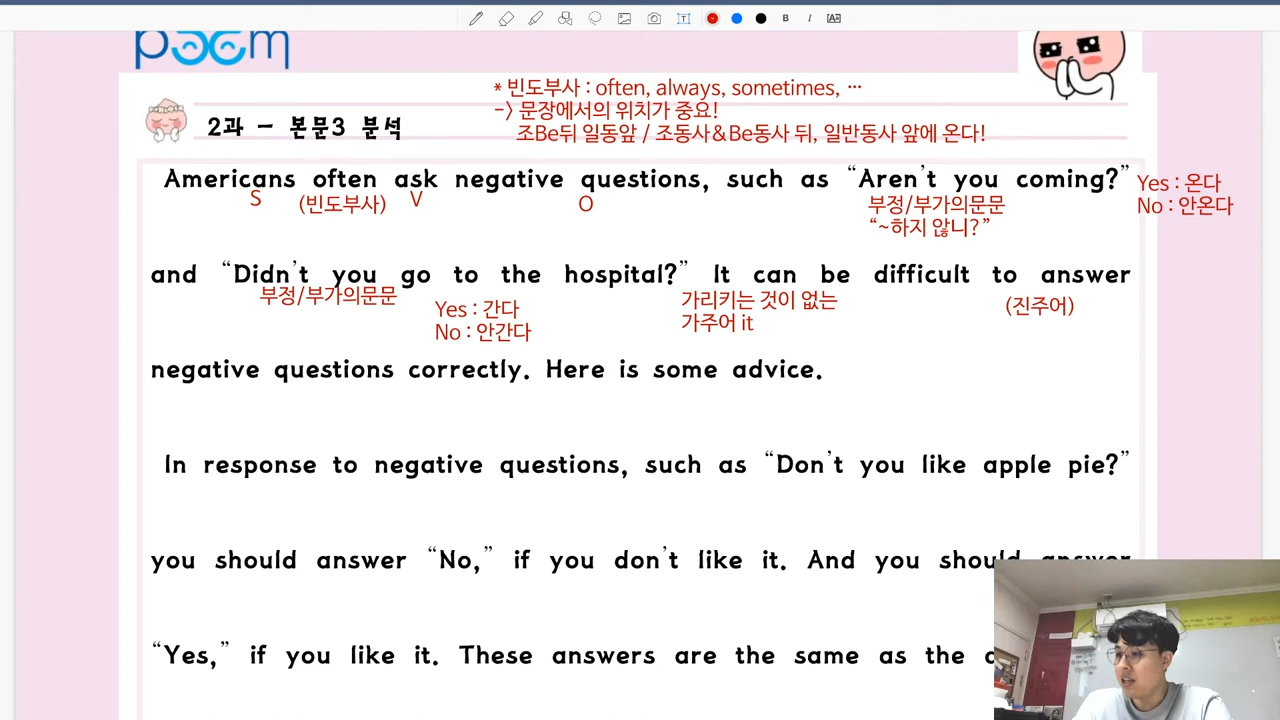 * 빈도부사 : often, always, sometimes, …
-> 문장에서의 위치가 중요!
조Be뒤 일동앞 / 조동사&Be동사 뒤, 일반동사 앞에 온다!
2과 - 본문3 분석
Americans often ask negative questions, such as “Aren't you coming?”
S (빈도부사) V O 부정/부가의문문
“~하지 않니?”
Yes : 온다
No : 안온다
and “Didn't you go to the hospital?” It can be difficult to answer
부정/부가의문문
Yes : 간다
No : 안간다
가리키는 것이 없는
가주어 it
(진주어)
negative questions correctly. Here is some advice.
In response to negative questions, such as “Don't you like apple pie?”
you should answer “No,” if you don't like it. And you should answer
“Yes,” if you like it. These answers are the same as the